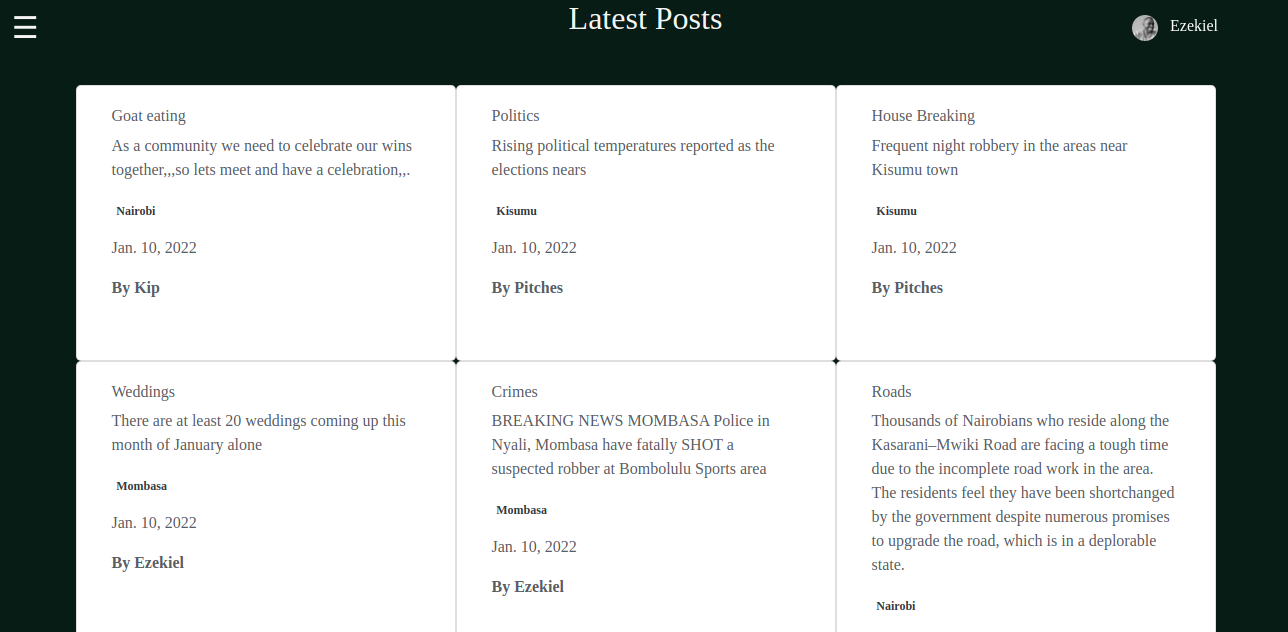 Latest Posts
Ezekiel
Goat eating
As a community we need to celebrate our wins
together,,,so lets meet and have a celebration,,.
Nairobi
Jan. 10, 2022
By Kip
Politics
Rising political temperatures reported as the
elections nears
Kisumu
Jan. 10, 2022
By Pitches
House Breaking
Frequent night robbery in the areas near
Kisumu town
Kisumu
Jan. 10, 2022
By Pitches
Weddings
There are at least 20 weddings coming up this
month of January alone
Mombasa
Jan. 10, 2022
By Ezekiel
Crimes
BREAKING NEWS MOMBASA Police in
Nyali, Mombasa have fatally SHOT a
suspected robber at Bombolulu Sports area
Mombasa
Jan. 10, 2022
By Ezekiel
Roads
Thousands of Nairobians who reside along the
Kasarani–Mwiki Road are facing a tough time
due to the incomplete road work in the area.
The residents feel they have been shortchanged
by the government despite numerous promises
to upgrade the road, which is in a deplorable
state.
Nairobi